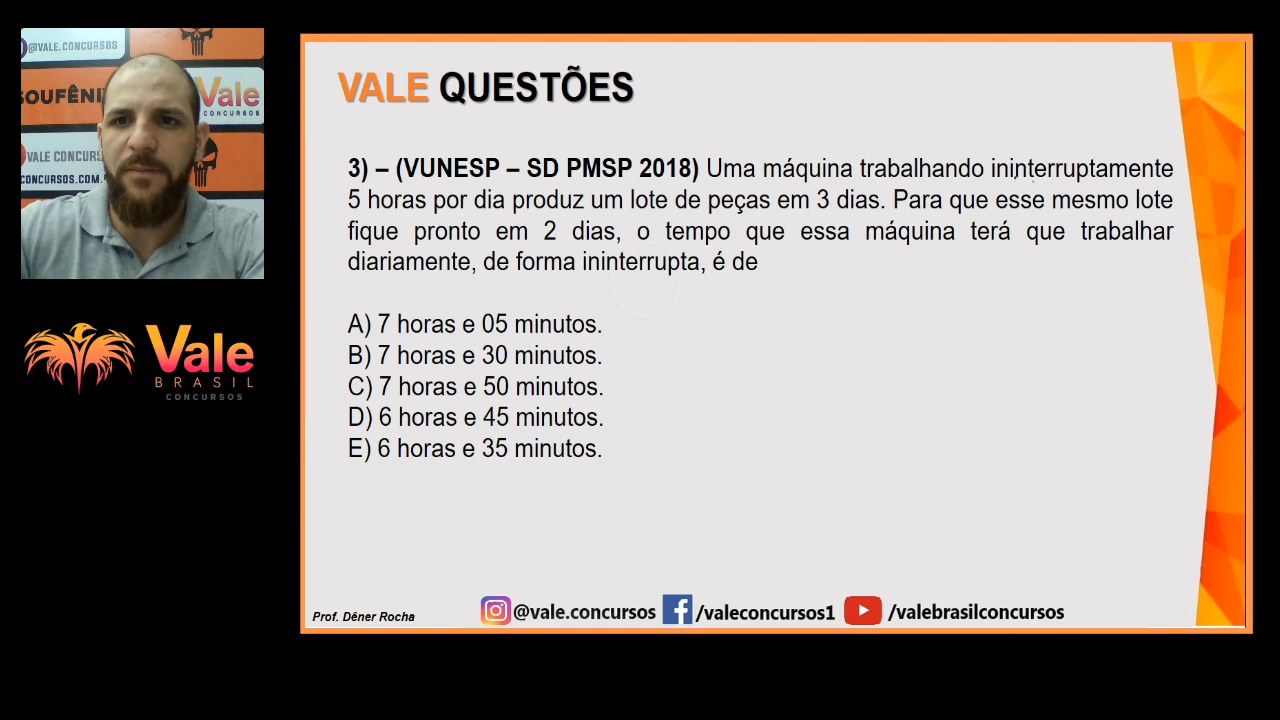 @VALE.CONCURSOS
SOUFÊNI
Vale
CONCURSOS
VALE CONCURS
CONCURSOS.COM
Vale
BRASIL
CONCURSOS
VALE QUESTÕES
3) – (VUNESP – SD PMSP 2018) Uma máquina trabalhando ininterruptamente
5 horas por dia produz um lote de peças em 3 dias. Para que esse mesmo lote
fique pronto em 2 dias, o tempo que essa máquina terá que trabalhar
diariamente, de forma ininterrupta, é de
A) 7 horas e 05 minutos.
B) 7 horas e 30 minutos.
C) 7 horas e 50 minutos.
D) 6 horas e 45 minutos.
E) 6 horas e 35 minutos.
Prof. Dêner Rocha
@vale.concursos /valeconcursos1 /valebrasilconcursos